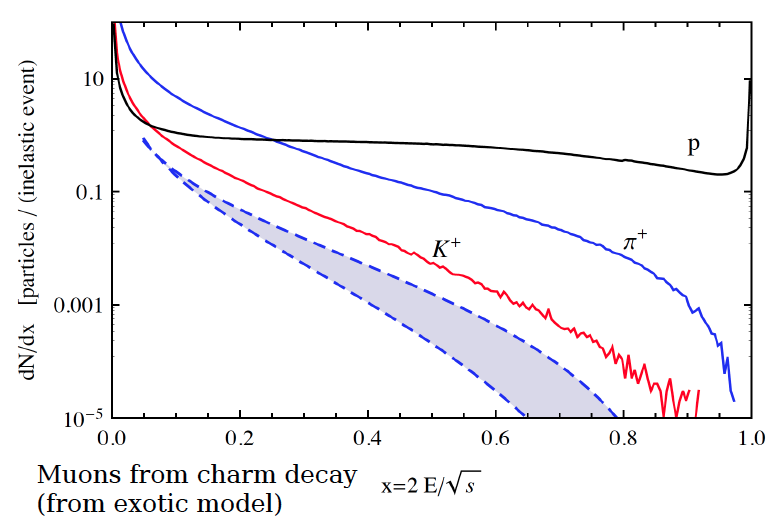 10
0.1
0.001
10⁻⁵
dN/dx [particles / (inelastic event)
p
π⁺
K⁺
0.0 0.2 0.4 0.6 0.8 1.0
Muons from charm decay
(from exotic model)
x=2 E/√s